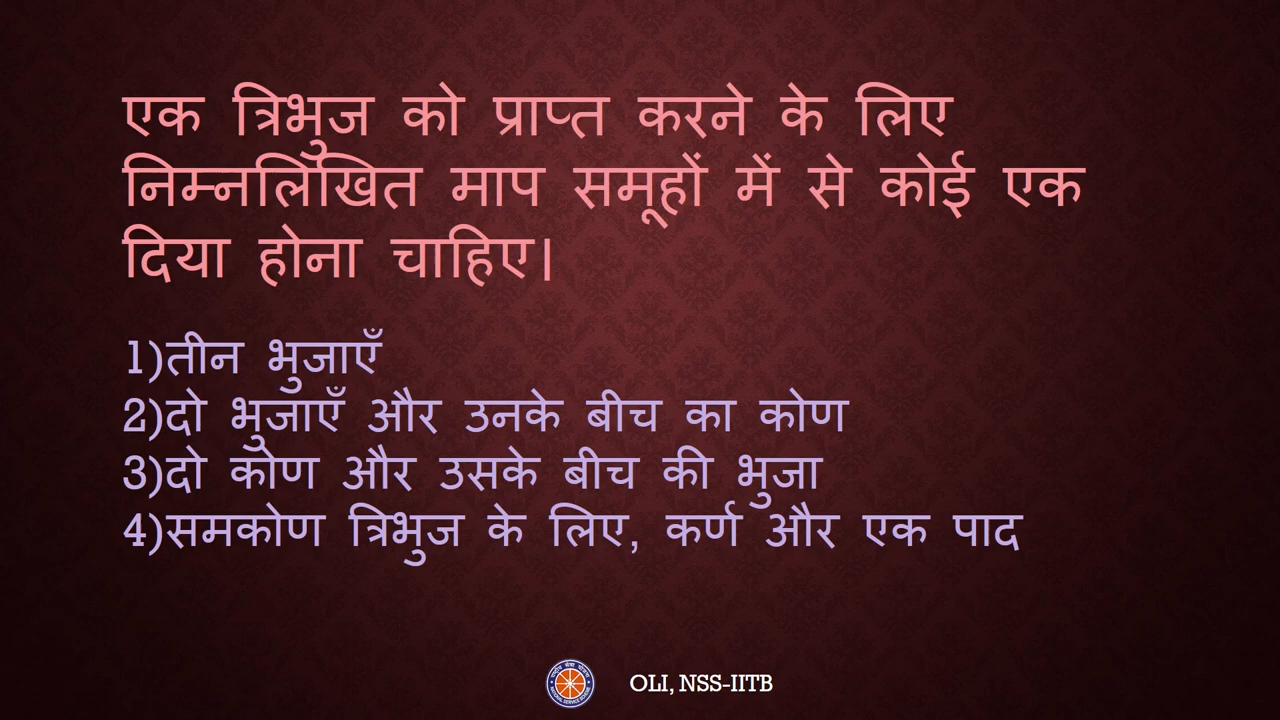 एक त्रिभुज को प्राप्त करने के लिए
निम्नलिखित माप समूहों में से कोई एक
दिया होना चाहिए।
1)तीन भुजाएँ
2)दो भुजाएँ और उनके बीच का कोण
3)दो कोण और उसके बीच की भुजा
4)समकोण त्रिभुज के लिए, कर्ण और एक पाद
OLI, NSS-IITB